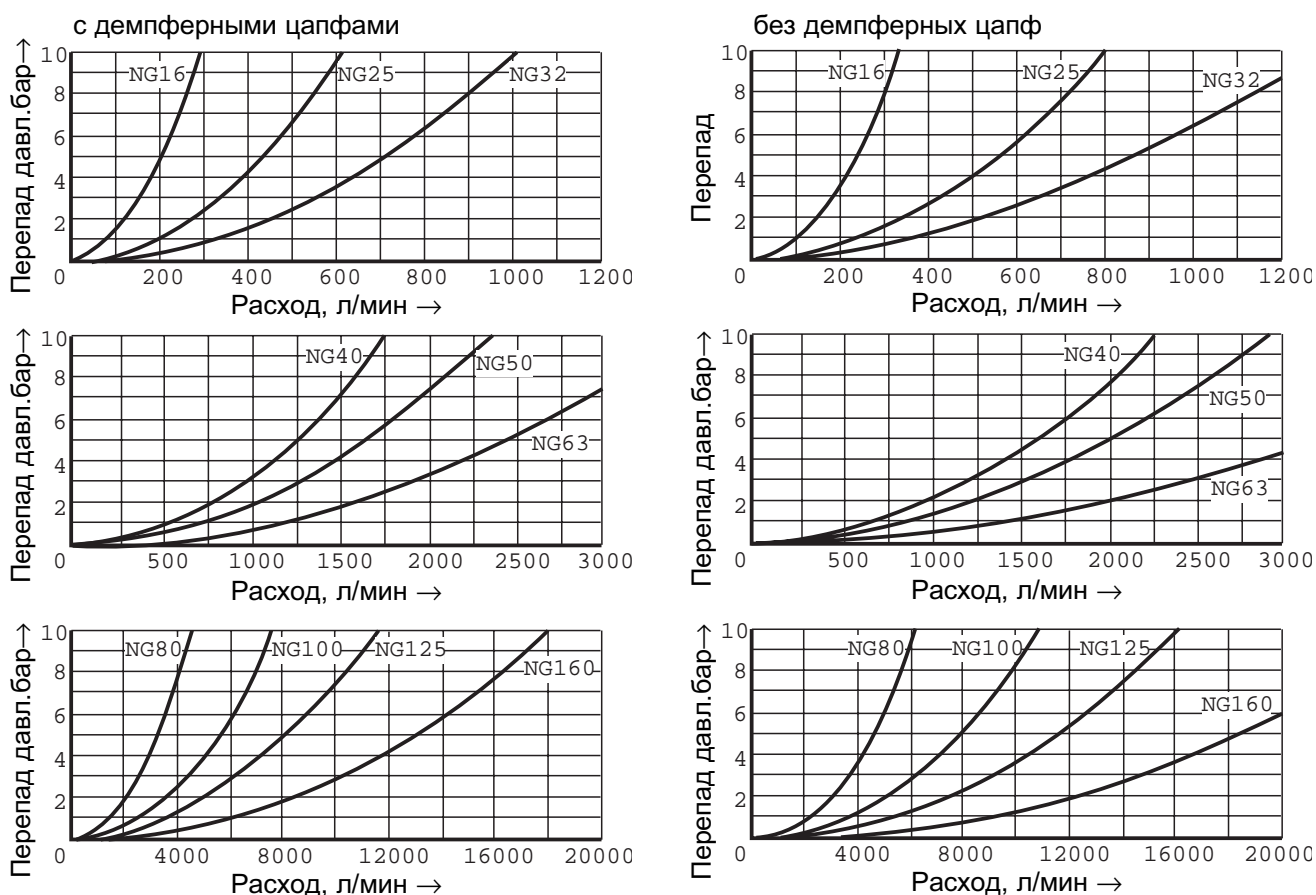 с демпферными цапфами
Перепад давл.бар→
10
8
6
4
2
0
NG16
NG25
NG32
200
400
600
800
1000
1200
Расход, л/мин →
без демпферных цапф
Перепад
10
8
6
4
2
0
NG16
NG25
NG32
200
400
600
800
1000
1200
Расход, л/мин →
Перепад давл.бар→
10
8
6
4
2
0
NG40
NG50
NG63
500
1000
1500
2000
2500
3000
Расход, л/мин →
Перепад давл.бар→
10
8
6
4
2
0
NG40
NG50
NG63
500
1000
1500
2000
2500
3000
Расход, л/мин →
Перепад давл.бар→
10
8
6
4
2
0
NG80
NG100
NG125
NG160
4000
8000
12000
16000
20000
Расход, л/мин →
Перепад давл.бар→
10
8
6
4
2
0
NG80
NG100
NG125
NG160
4000
8000
12000
16000
20000
Расход, л/мин →